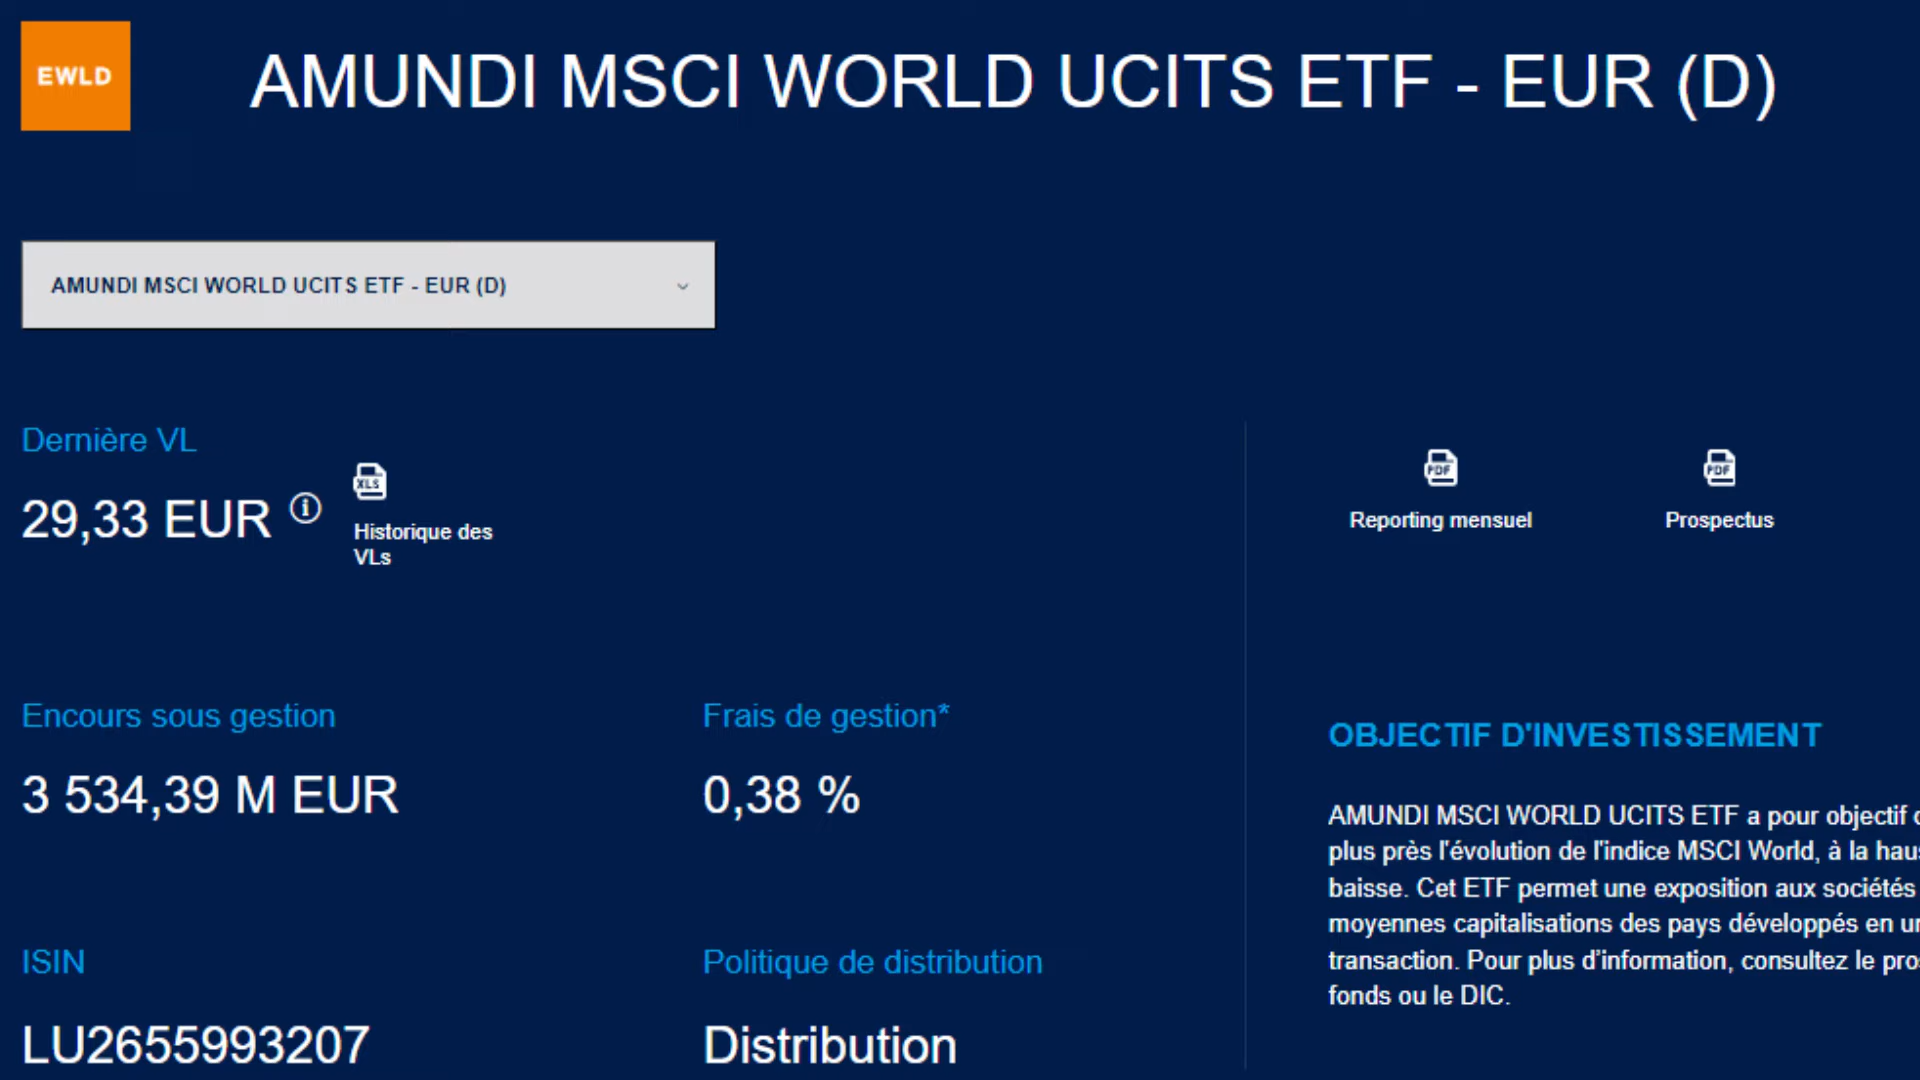 EWLD
AMUNDI MSCI WORLD UCITS ETF - EUR (D)
AMUNDI MSCI WORLD UCITS ETF - EUR (D)
Dernière VL
29,33 EUR
XLS
Historique des
VLs
Encours sous gestion
3 534,39 M EUR
Frais de gestion*
0,38 %
ISIN
LU2655993207
Politique de distribution
Distribution
PDF
Reporting mensuel
PDF
Prospectus
OBJECTIF D'INVESTISSEMENT
AMUNDI MSCI WORLD UCITS ETF a pour objectif
plus près l'évolution de l'indice MSCI World, à la
baisse. Cet ETF permet une exposition aux sociétés
moyennes capitalisations des pays développés en
transaction. Pour plus d'information, consultez le
fonds ou le DIC.